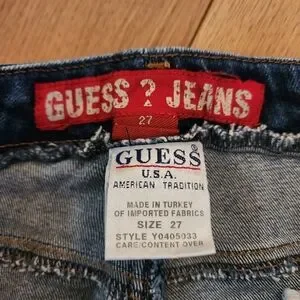 GUESS ? JEANS
27
GUESS
U.S.A.
AMERICAN TRADITION
MADE IN TURKEY
OF IMPORTED FABRICS
SIZE 27
STYLE Y0405033
CARE/CONTENT OVER